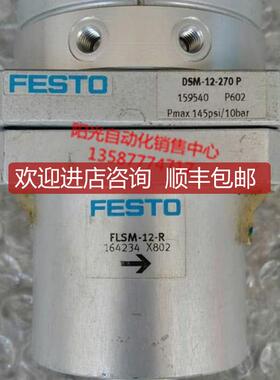 FESTO
DSM-12-270 P
159540 P602
Pmax 145psi/10bar
阳光自动化销售中心
欢迎进店咨询 顺丰包邮
FESTO
FLSM-12-R
164234 X802